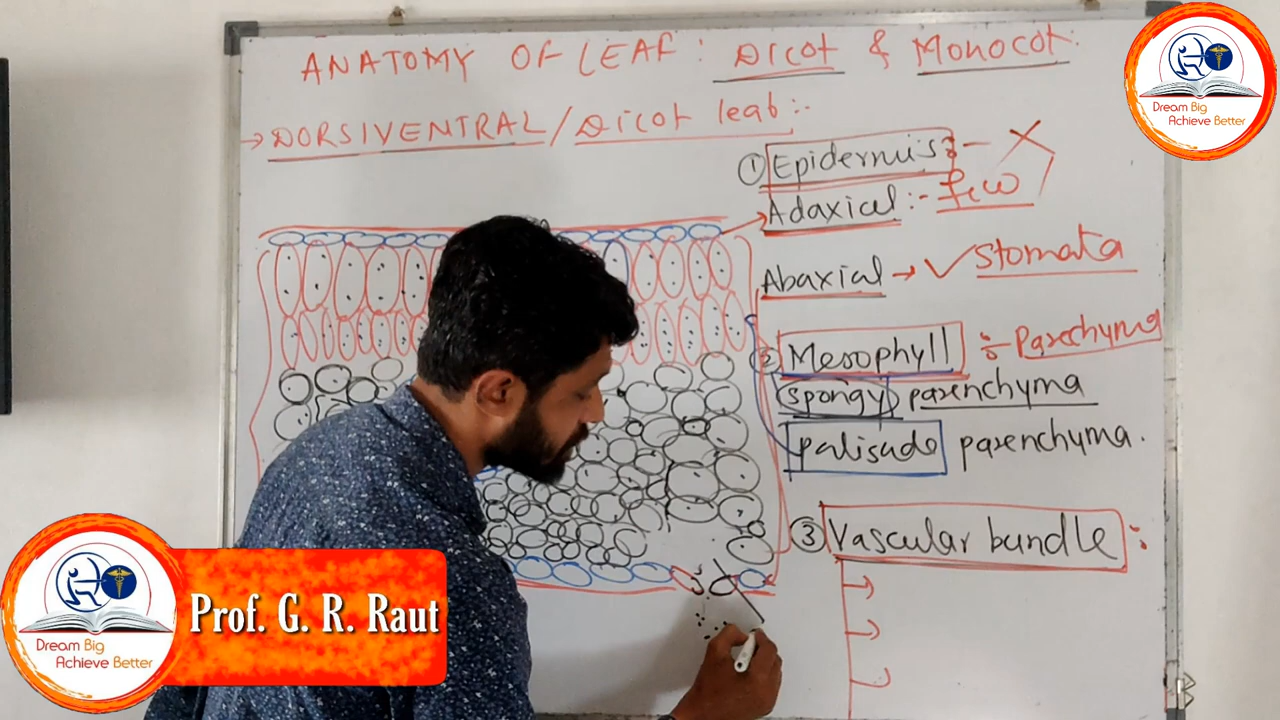 ANATOMY OF LEAF: Dicot & Monocot.
→DORSIVENTRAL/Dicot leaf:-
① Epidermis:- X
Adaxial:- few
Abaxial → ✓ Stomata
② Mesophyll :- Parechyma
spongy parenchyma
palisade parenchyma.
③ Vascular bundle:
Prof. G. R. Raut
Dream Big
Achieve Better
Dream Big
Achieve Better